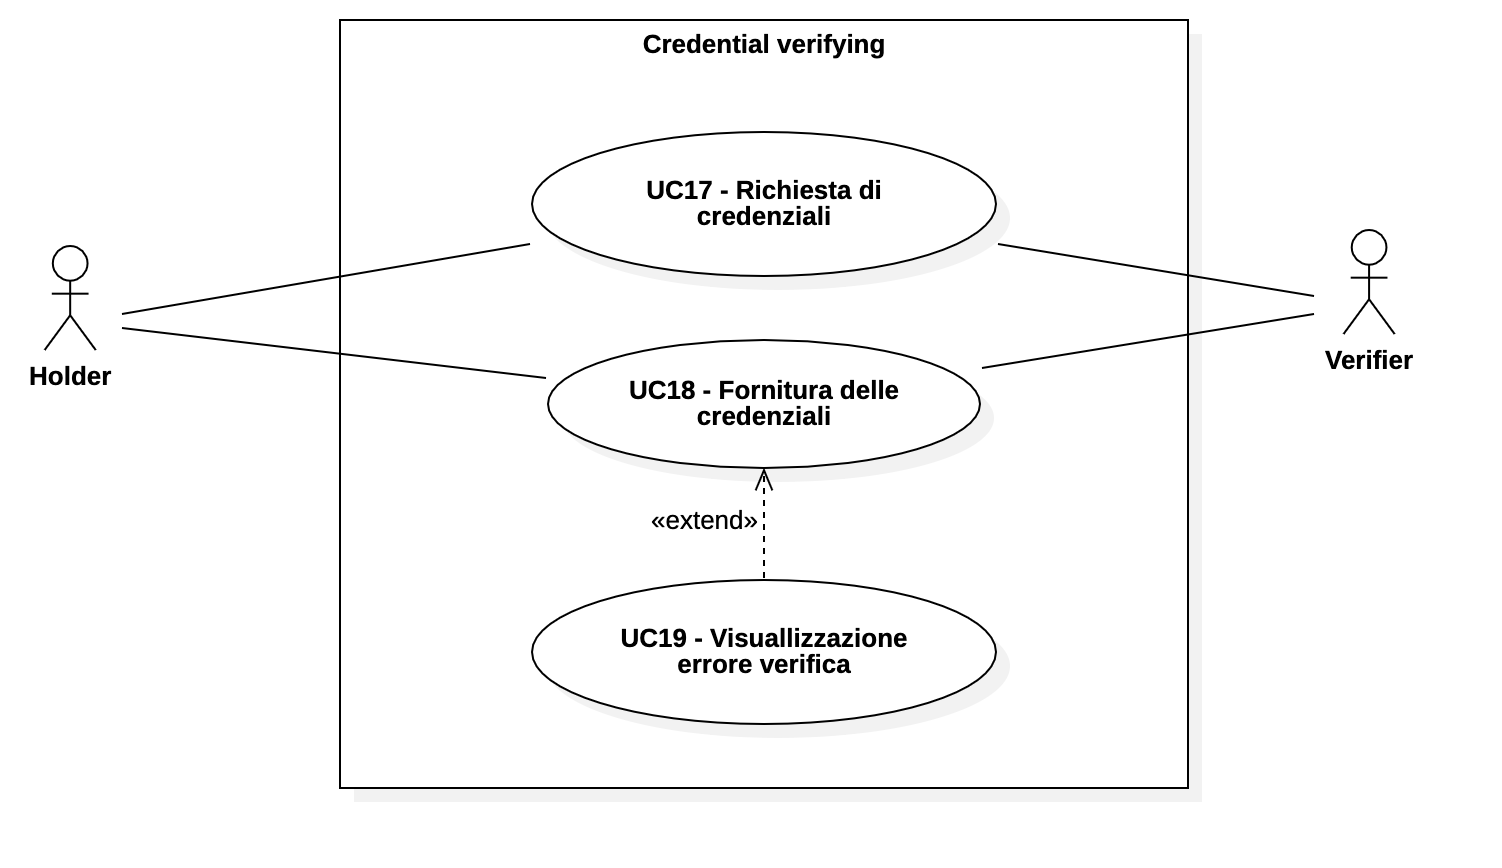 Credential verifying
UC17 - Richiesta di
credenziali
Holder
Verifier
UC18 - Fornitura delle
credenziali
«extend»
UC19 - Visuallizzazione
errore verifica